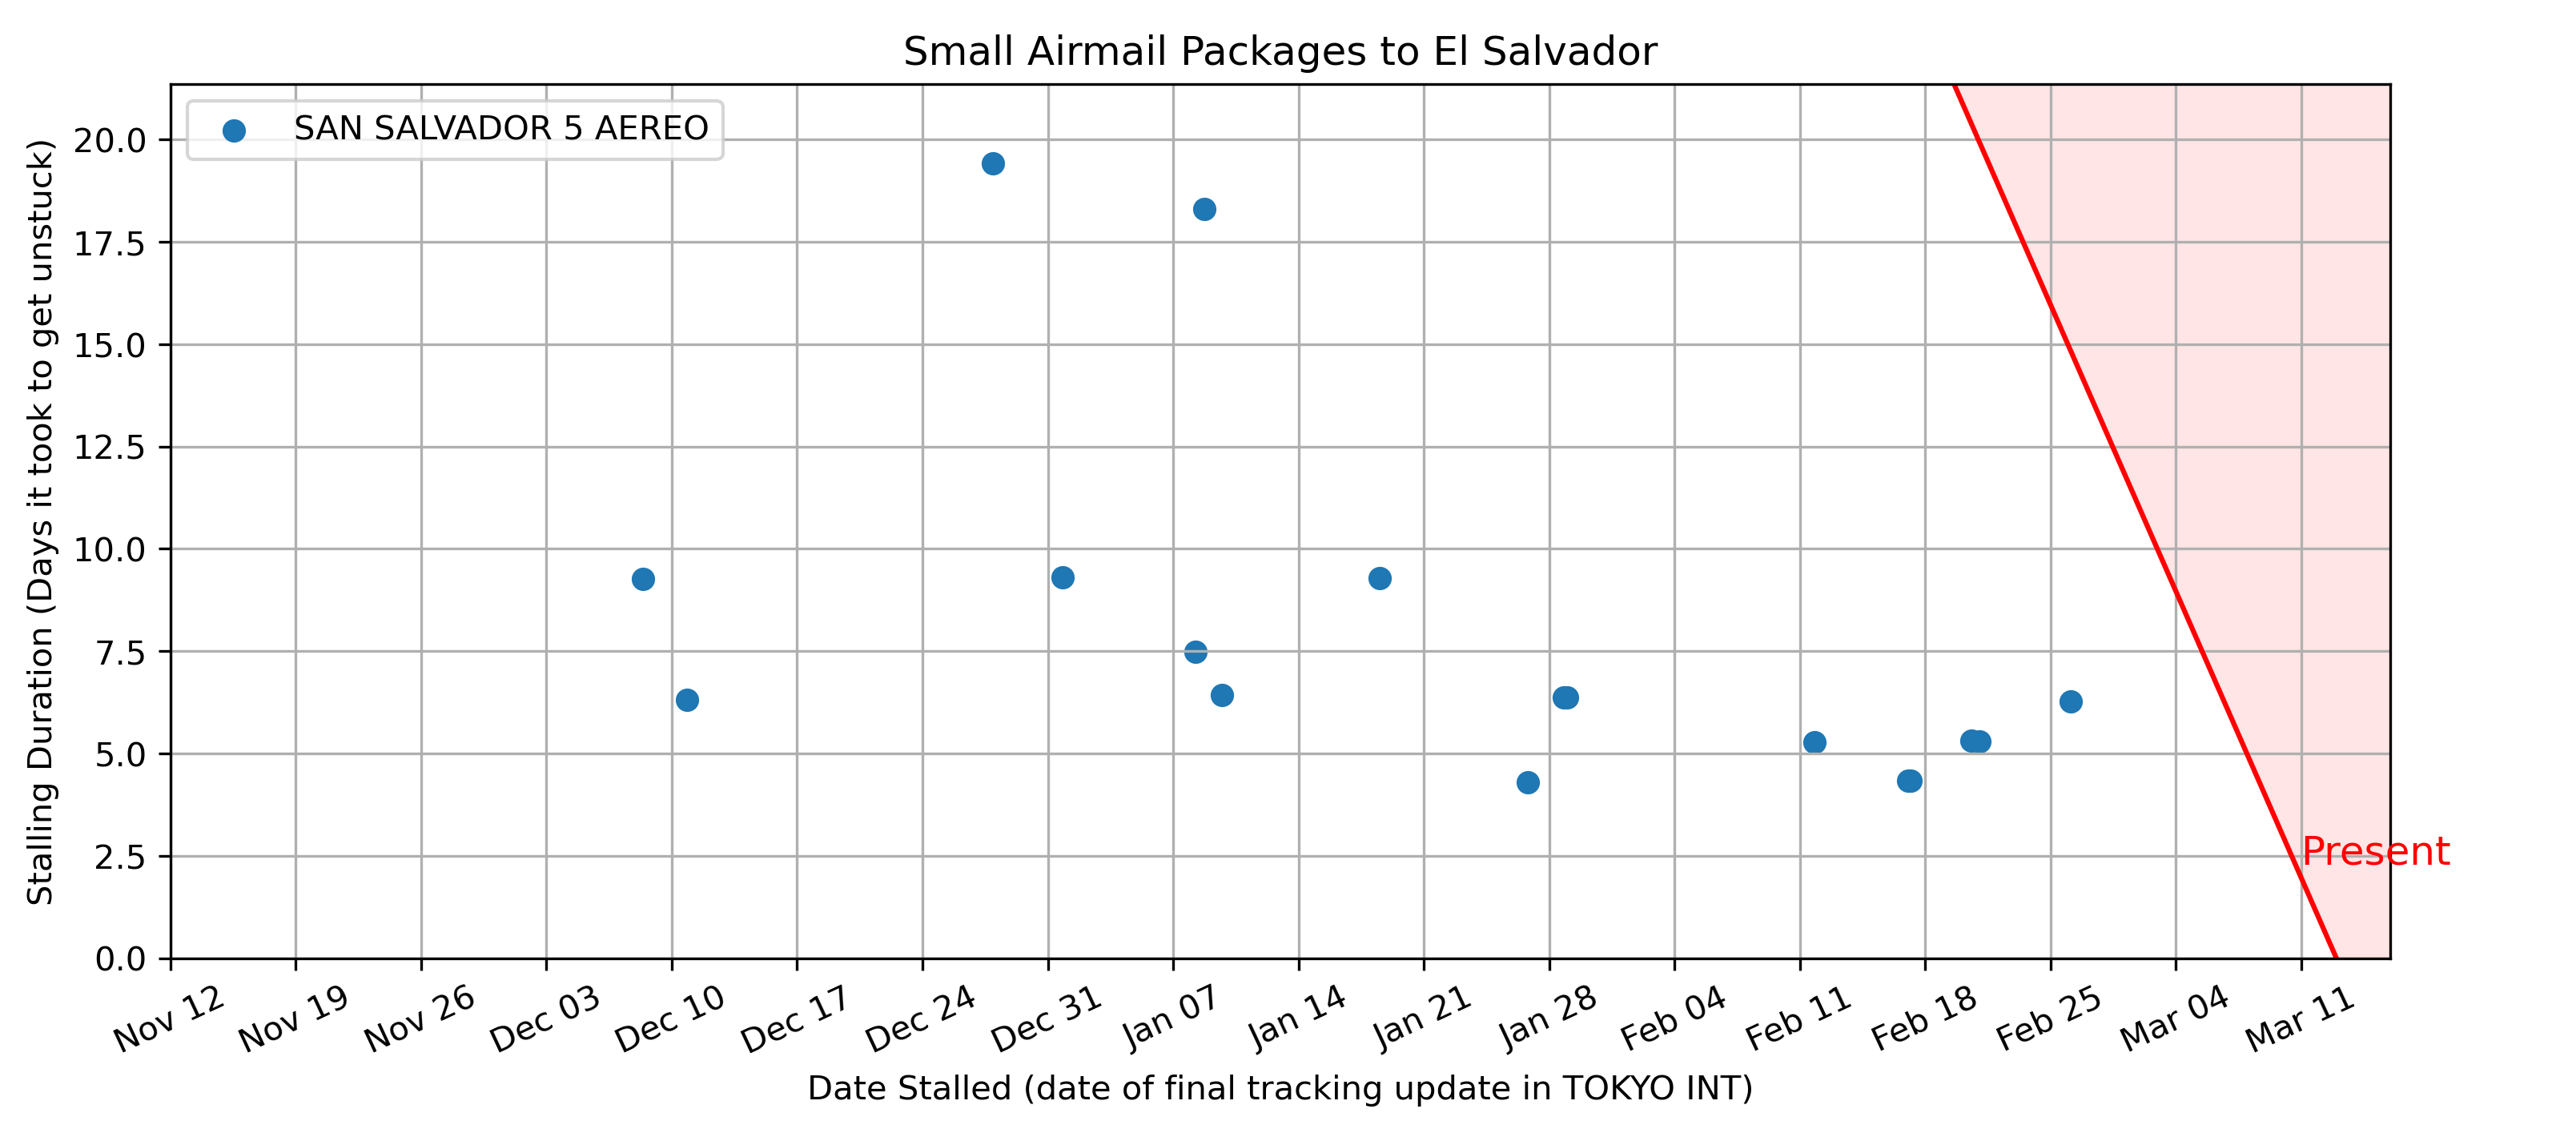 Small Airmail Packages to El Salvador
SAN SALVADOR 5 AEREO
Stalling Duration (Days it took to get unstuck)
20.0
17.5
15.0
12.5
10.0
7.5
5.0
2.5
0.0
Present
Nov 12 Nov 19 Nov 26 Dec 03 Dec 10 Dec 17 Dec 24 Dec 31 Jan 07 Jan 14 Jan 21 Jan 28 Feb 04 Feb 11 Feb 18 Feb 25 Mar 04 Mar 11
Date Stalled (date of final tracking update in TOKYO INT)